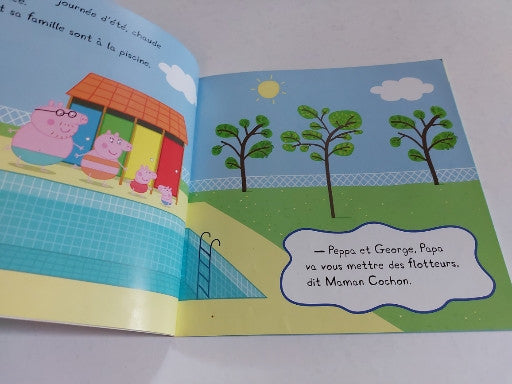 journée d'été, chaude
t sa famille sont à la piscine.
— Peppa et George, Papa
va vous mettre des flotteurs,
dit Maman Cochon.